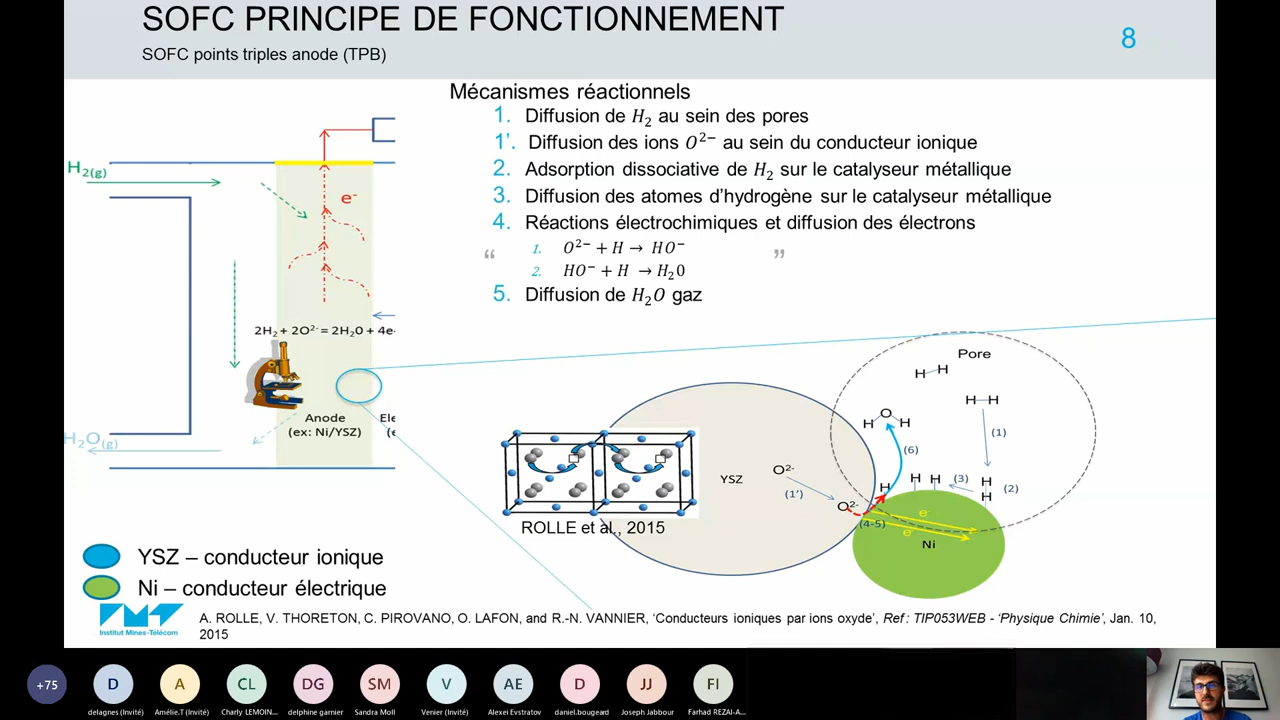 SOFC PRINCIPE DE FONCTIONNEMENT
SOFC points triples anode (TPB)
8
Mécanismes réactionnels
1. Diffusion de H₂ au sein des pores
1'. Diffusion des ions O²⁻ au sein du conducteur ionique
2. Adsorption dissociative de H₂ sur le catalyseur métallique
3. Diffusion des atomes d'hydrogène sur le catalyseur métallique
4. Réactions électrochimiques et diffusion des électrons
“ ”
1. O²⁻ + H → HO⁻
2. HO⁻ + H → H₂0
5. Diffusion de H₂O gaz
H₂₍g₎
e⁻
2H₂ + 2O²⁻ = 2H₂0 + 4e-
Anode
(ex: Ni/YSZ)
Ele
(e
H₂O₍g₎
Pore
H H
H H
(1)
O
H H
(6)
H H H
(3)
H
H
(2)
YSZ
O²⁻
(1')
O²⁻
(4-5)
e⁻
e
Ni
ROLLE et al., 2015
YSZ – conducteur ionique
Ni – conducteur électrique
IMT
Institut Mines-Télécom
A. ROLLE, V. THORETON, C. PIROVANO, O. LAFON, and R.-N. VANNIER, ‘Conducteurs ioniques par ions oxyde’, Ref : TIP053WEB - ‘Physique Chimie’, Jan. 10,
2015
+75
D
A
CL
DG
SM
V
AE
D
JJ
FI
delagnes (Invité)
Amélie.T (Invité)
Charly LEMOIN...
delphine garnier
Sandra Moll
Venier (Invité)
Alexei Evstratov
daniel.bougeard
Joseph Jabbour
Farhad REZAI-A...